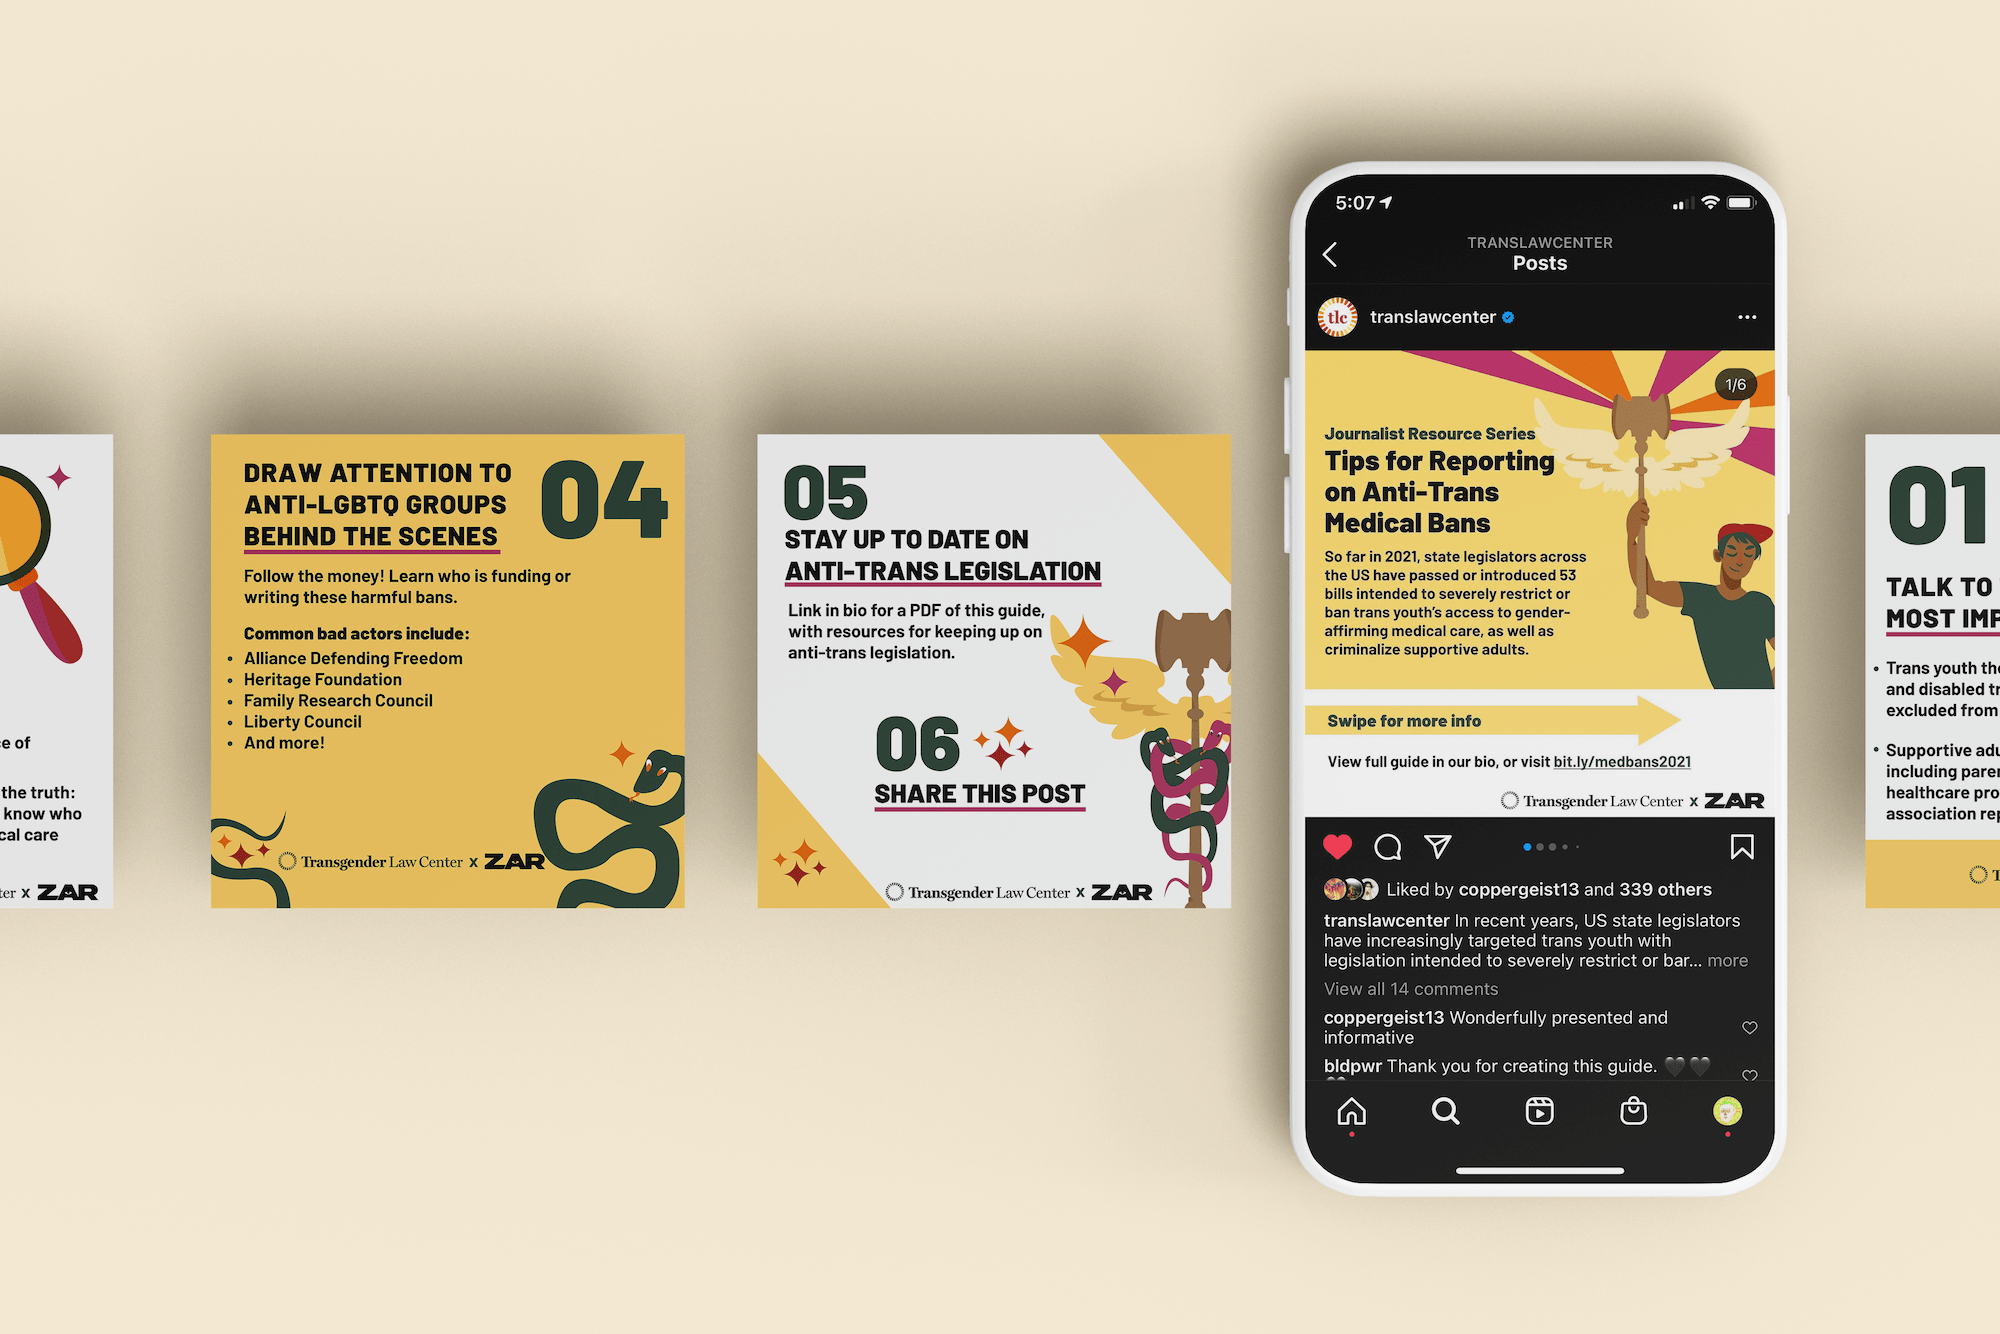 ce of
the truth:
know who
cal care
ter x ZAR
DRAW ATTENTION TO
ANTI-LGBTQ GROUPS
BEHIND THE SCENES
04
Follow the money! Learn who is funding or
writing these harmful bans.
Common bad actors include:
• Alliance Defending Freedom
• Heritage Foundation
• Family Research Council
• Liberty Council
• And more!
Transgender Law Center x ZAR
05
STAY UP TO DATE ON
ANTI-TRANS LEGISLATION
Link in bio for a PDF of this guide,
with resources for keeping up on
anti-trans legislation.
06
SHARE THIS POST
Transgender Law Center x ZAR
5:07
TRANSLAWCENTER
Posts
tlc
translawcenter
1/6
Journalist Resource Series
Tips for Reporting
on Anti-Trans
Medical Bans
So far in 2021, state legislators across
the US have passed or introduced 53
bills intended to severely restrict or
ban trans youth's access to gender-
affirming medical care, as well as
criminalize supportive adults.
Swipe for more info
View full guide in our bio, or visit bit.ly/medbans2021
Transgender Law Center x ZAR
Liked by coppergeist13 and 339 others
translawcenter In recent years, US state legislators
have increasingly targeted trans youth with
legislation intended to severely restrict or bar... more
View all 14 comments
coppergeist13 Wonderfully presented and
informative
bldpwr Thank you for creating this guide. 🖤🖤
01
TALK TO
MOST IMP
• Trans youth the
and disabled tr
excluded from
• Supportive adu
including paren
healthcare pro
association rep
T